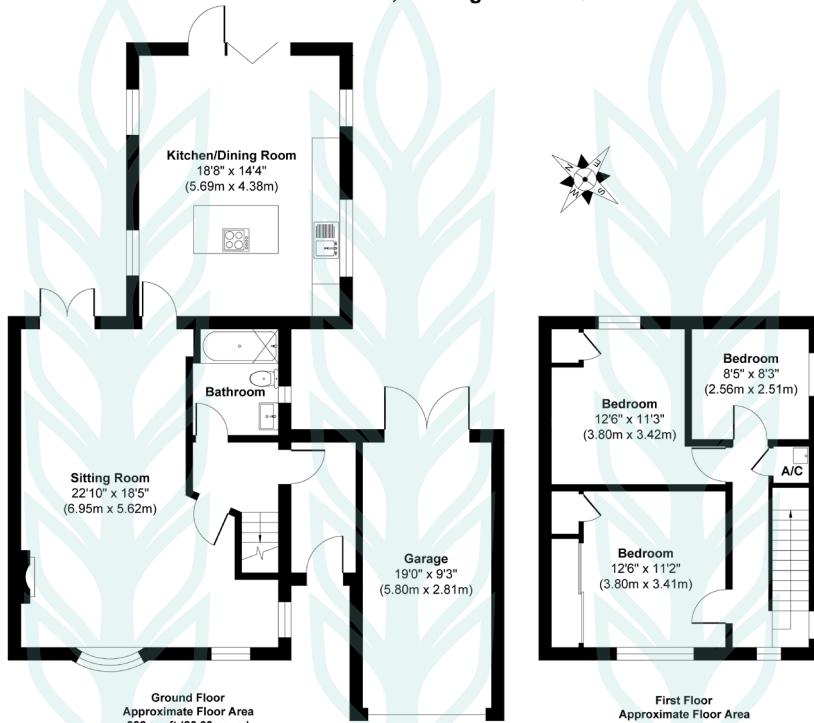 Kitchen/Dining Room
18'8" x 14'4"
(5.69m x 4.38m)
N
E
S
W
Bathroom
Sitting Room
22'10" x 18'5"
(6.95m x 5.62m)
Garage
19'0" x 9'3"
(5.80m x 2.81m)
Ground Floor
Approximate Floor Area
Bedroom
8'5" x 8'3"
(2.56m x 2.51m)
Bedroom
12'6" x 11'3"
(3.80m x 3.42m)
A/C
Bedroom
12'6" x 11'2"
(3.80m x 3.41m)
First Floor
Approximate Floor Area